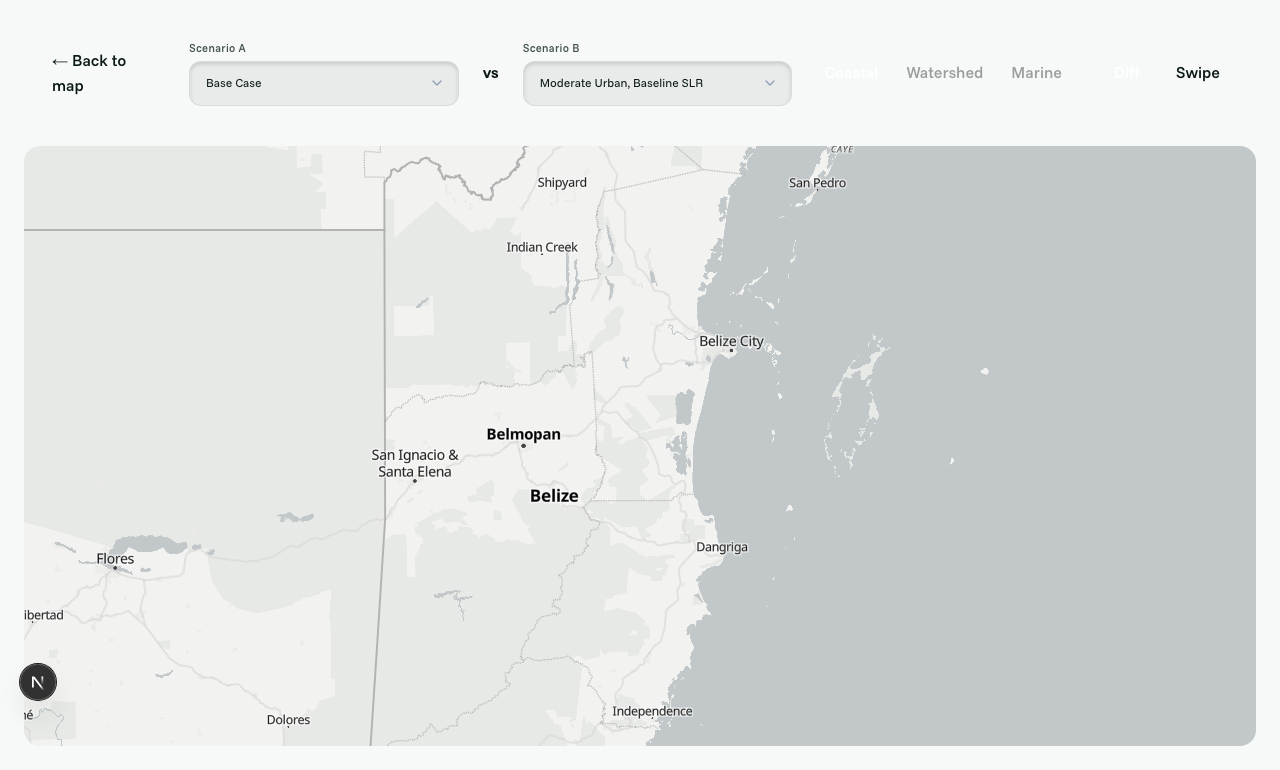 Scenario A
Scenario B
← Back to
map
Base Case
vs
Moderate Urban, Baseline SLR
Coastal
Watershed
Marine
Diff
Swipe
CAYE
Shipyard
San Pedro
Indian Creek
Belize City
Belmopan
San Ignacio &
Santa Elena
Belize
Dangriga
Flores
ibertad
N
Independence
né
Dolores